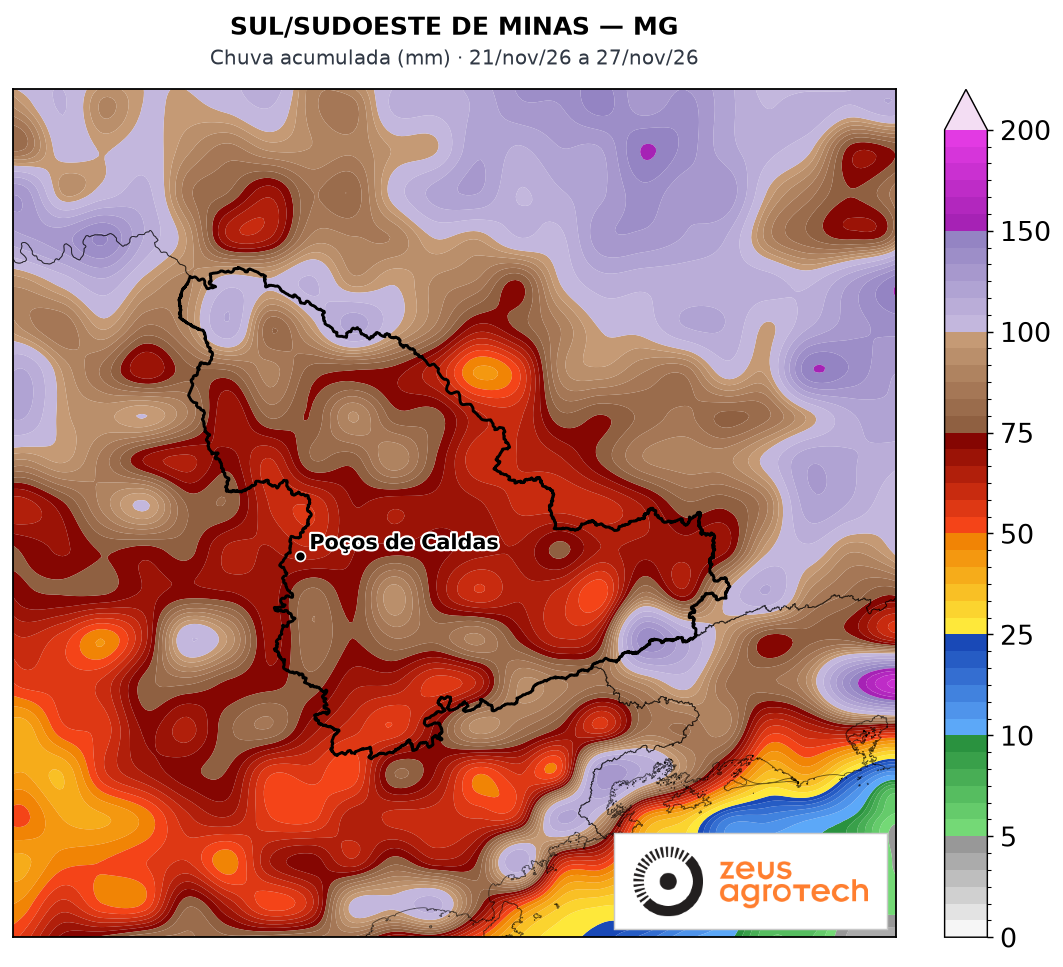 SUL/SUDOESTE DE MINAS — MG
Chuva acumulada (mm) · 21/nov/26 a 27/nov/26
200
150
100
75
50
25
10
5
0
Poços de Caldas
zeus
agrotech